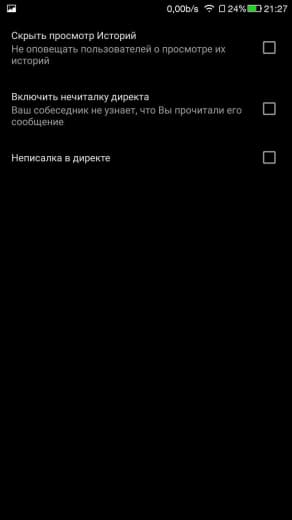 0,00b/s 24% 21:27
Скрыть просмотр Историй
Не оповещать пользователей о просмотре их
историй
Включить нечиталку директа
Ваш собеседник не узнает, что Вы прочитали его
сообщение
Неписалка в директе